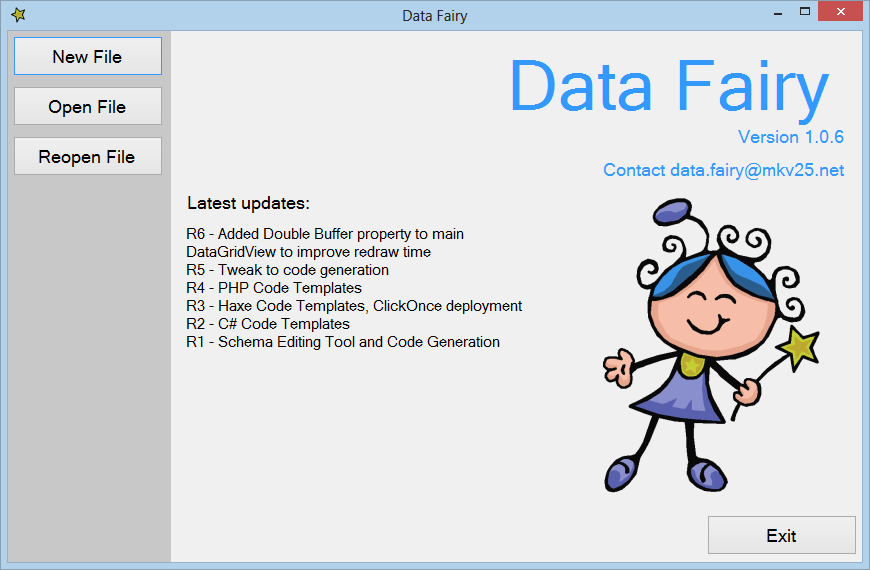 Data Fairy
New File
Open File
Reopen File
Data Fairy
Version 1.0.6
Contact data.fairy@mkv25.net
Latest updates:
R6 - Added Double Buffer property to main
DataGridView to improve redraw time
R5 - Tweak to code generation
R4 - PHP Code Templates
R3 - Haxe Code Templates, ClickOnce deployment
R2 - C# Code Templates
R1 - Schema Editing Tool and Code Generation
Exit